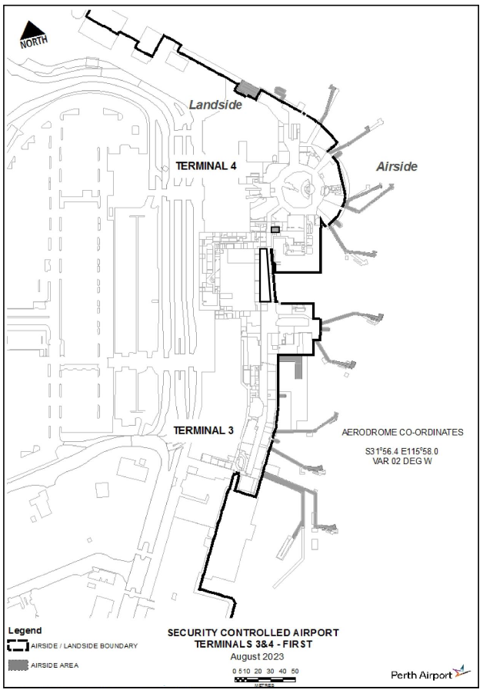 NORTH
Landside
TERMINAL 4
Airside
TERMINAL 3
AERODROME CO-ORDINATES
S31°56.4 E115°58.0
VAR 02 DEG W
Legend
AIRSIDE / LANDSIDE BOUNDARY
AIRSIDE AREA
SECURITY CONTROLLED AIRPORT
TERMINALS 3&4 - FIRST
August 2023
0 5 10 20 30 40 50
METRES
Perth Airport